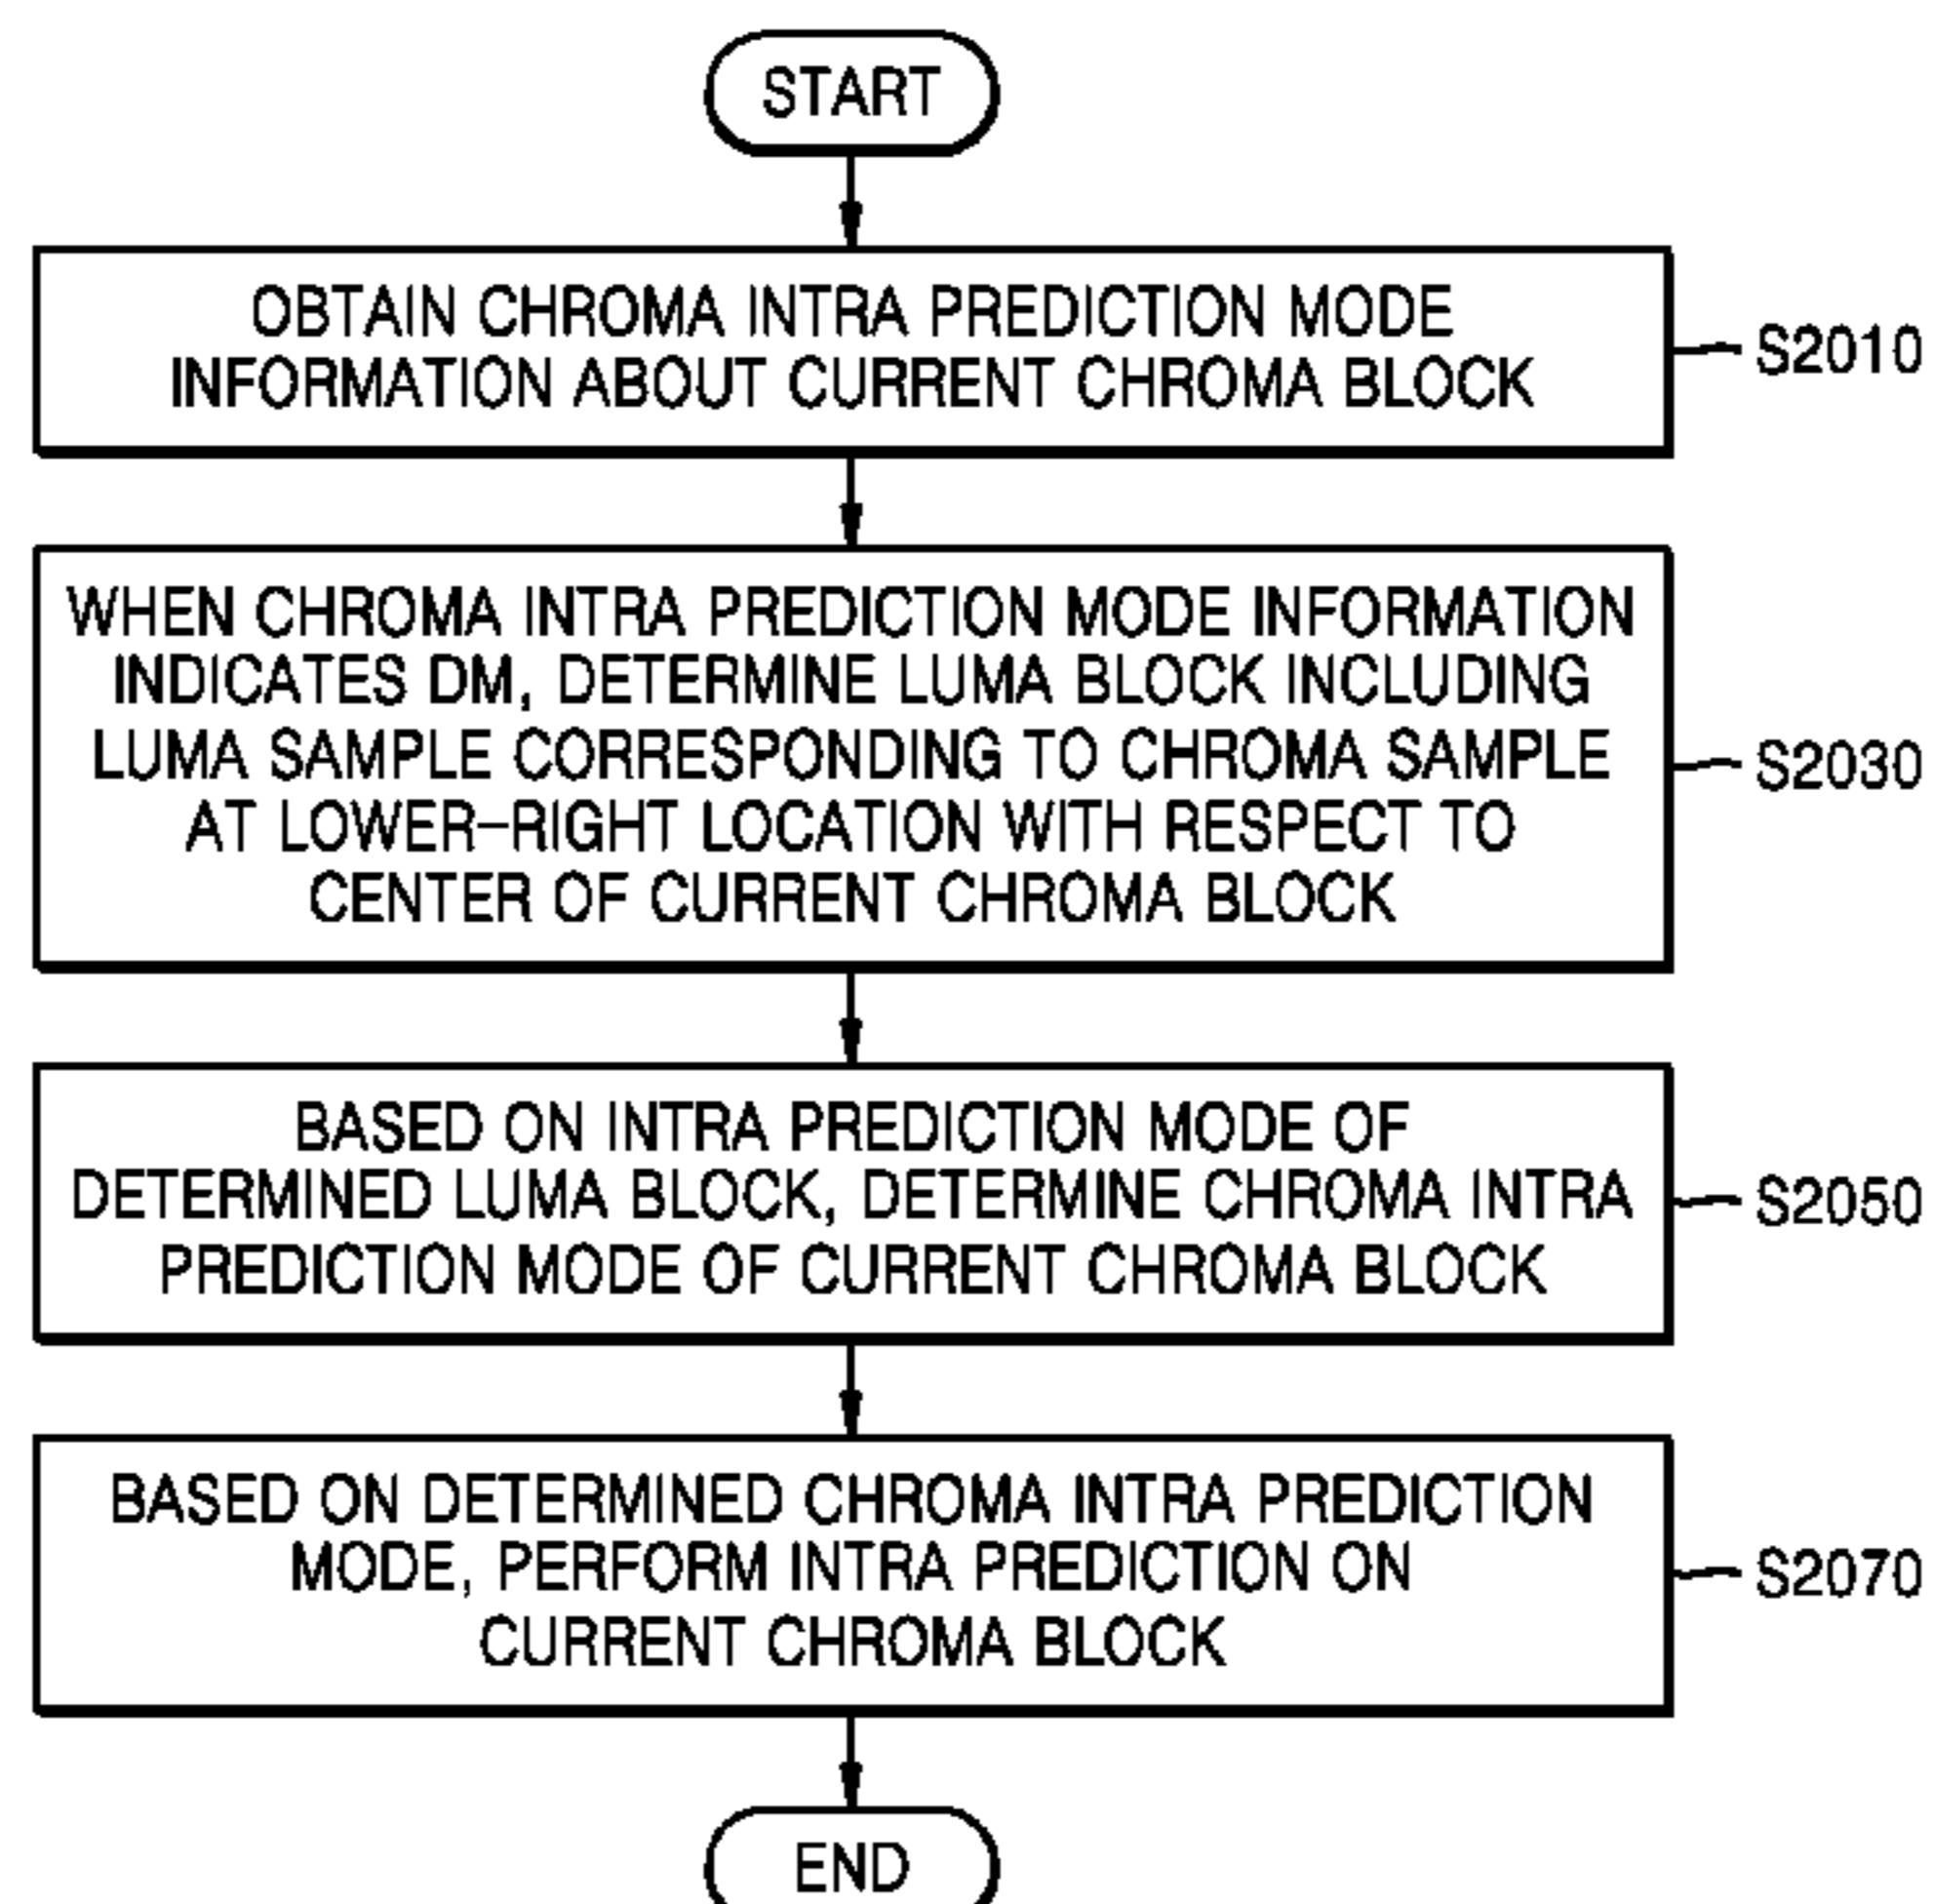 START
OBTAIN CHROMA INTRA PREDICTION MODE
INFORMATION ABOUT CURRENT CHROMA BLOCK
S2010
WHEN CHROMA INTRA PREDICTION MODE INFORMATION
INDICATES DM, DETERMINE LUMA BLOCK INCLUDING
LUMA SAMPLE CORRESPONDING TO CHROMA SAMPLE
AT LOWER-RIGHT LOCATION WITH RESPECT TO
CENTER OF CURRENT CHROMA BLOCK
S2030
BASED ON INTRA PREDICTION MODE OF
DETERMINED LUMA BLOCK, DETERMINE CHROMA INTRA
PREDICTION MODE OF CURRENT CHROMA BLOCK
S2050
BASED ON DETERMINED CHROMA INTRA PREDICTION
MODE, PERFORM INTRA PREDICTION ON
CURRENT CHROMA BLOCK
S2070
END